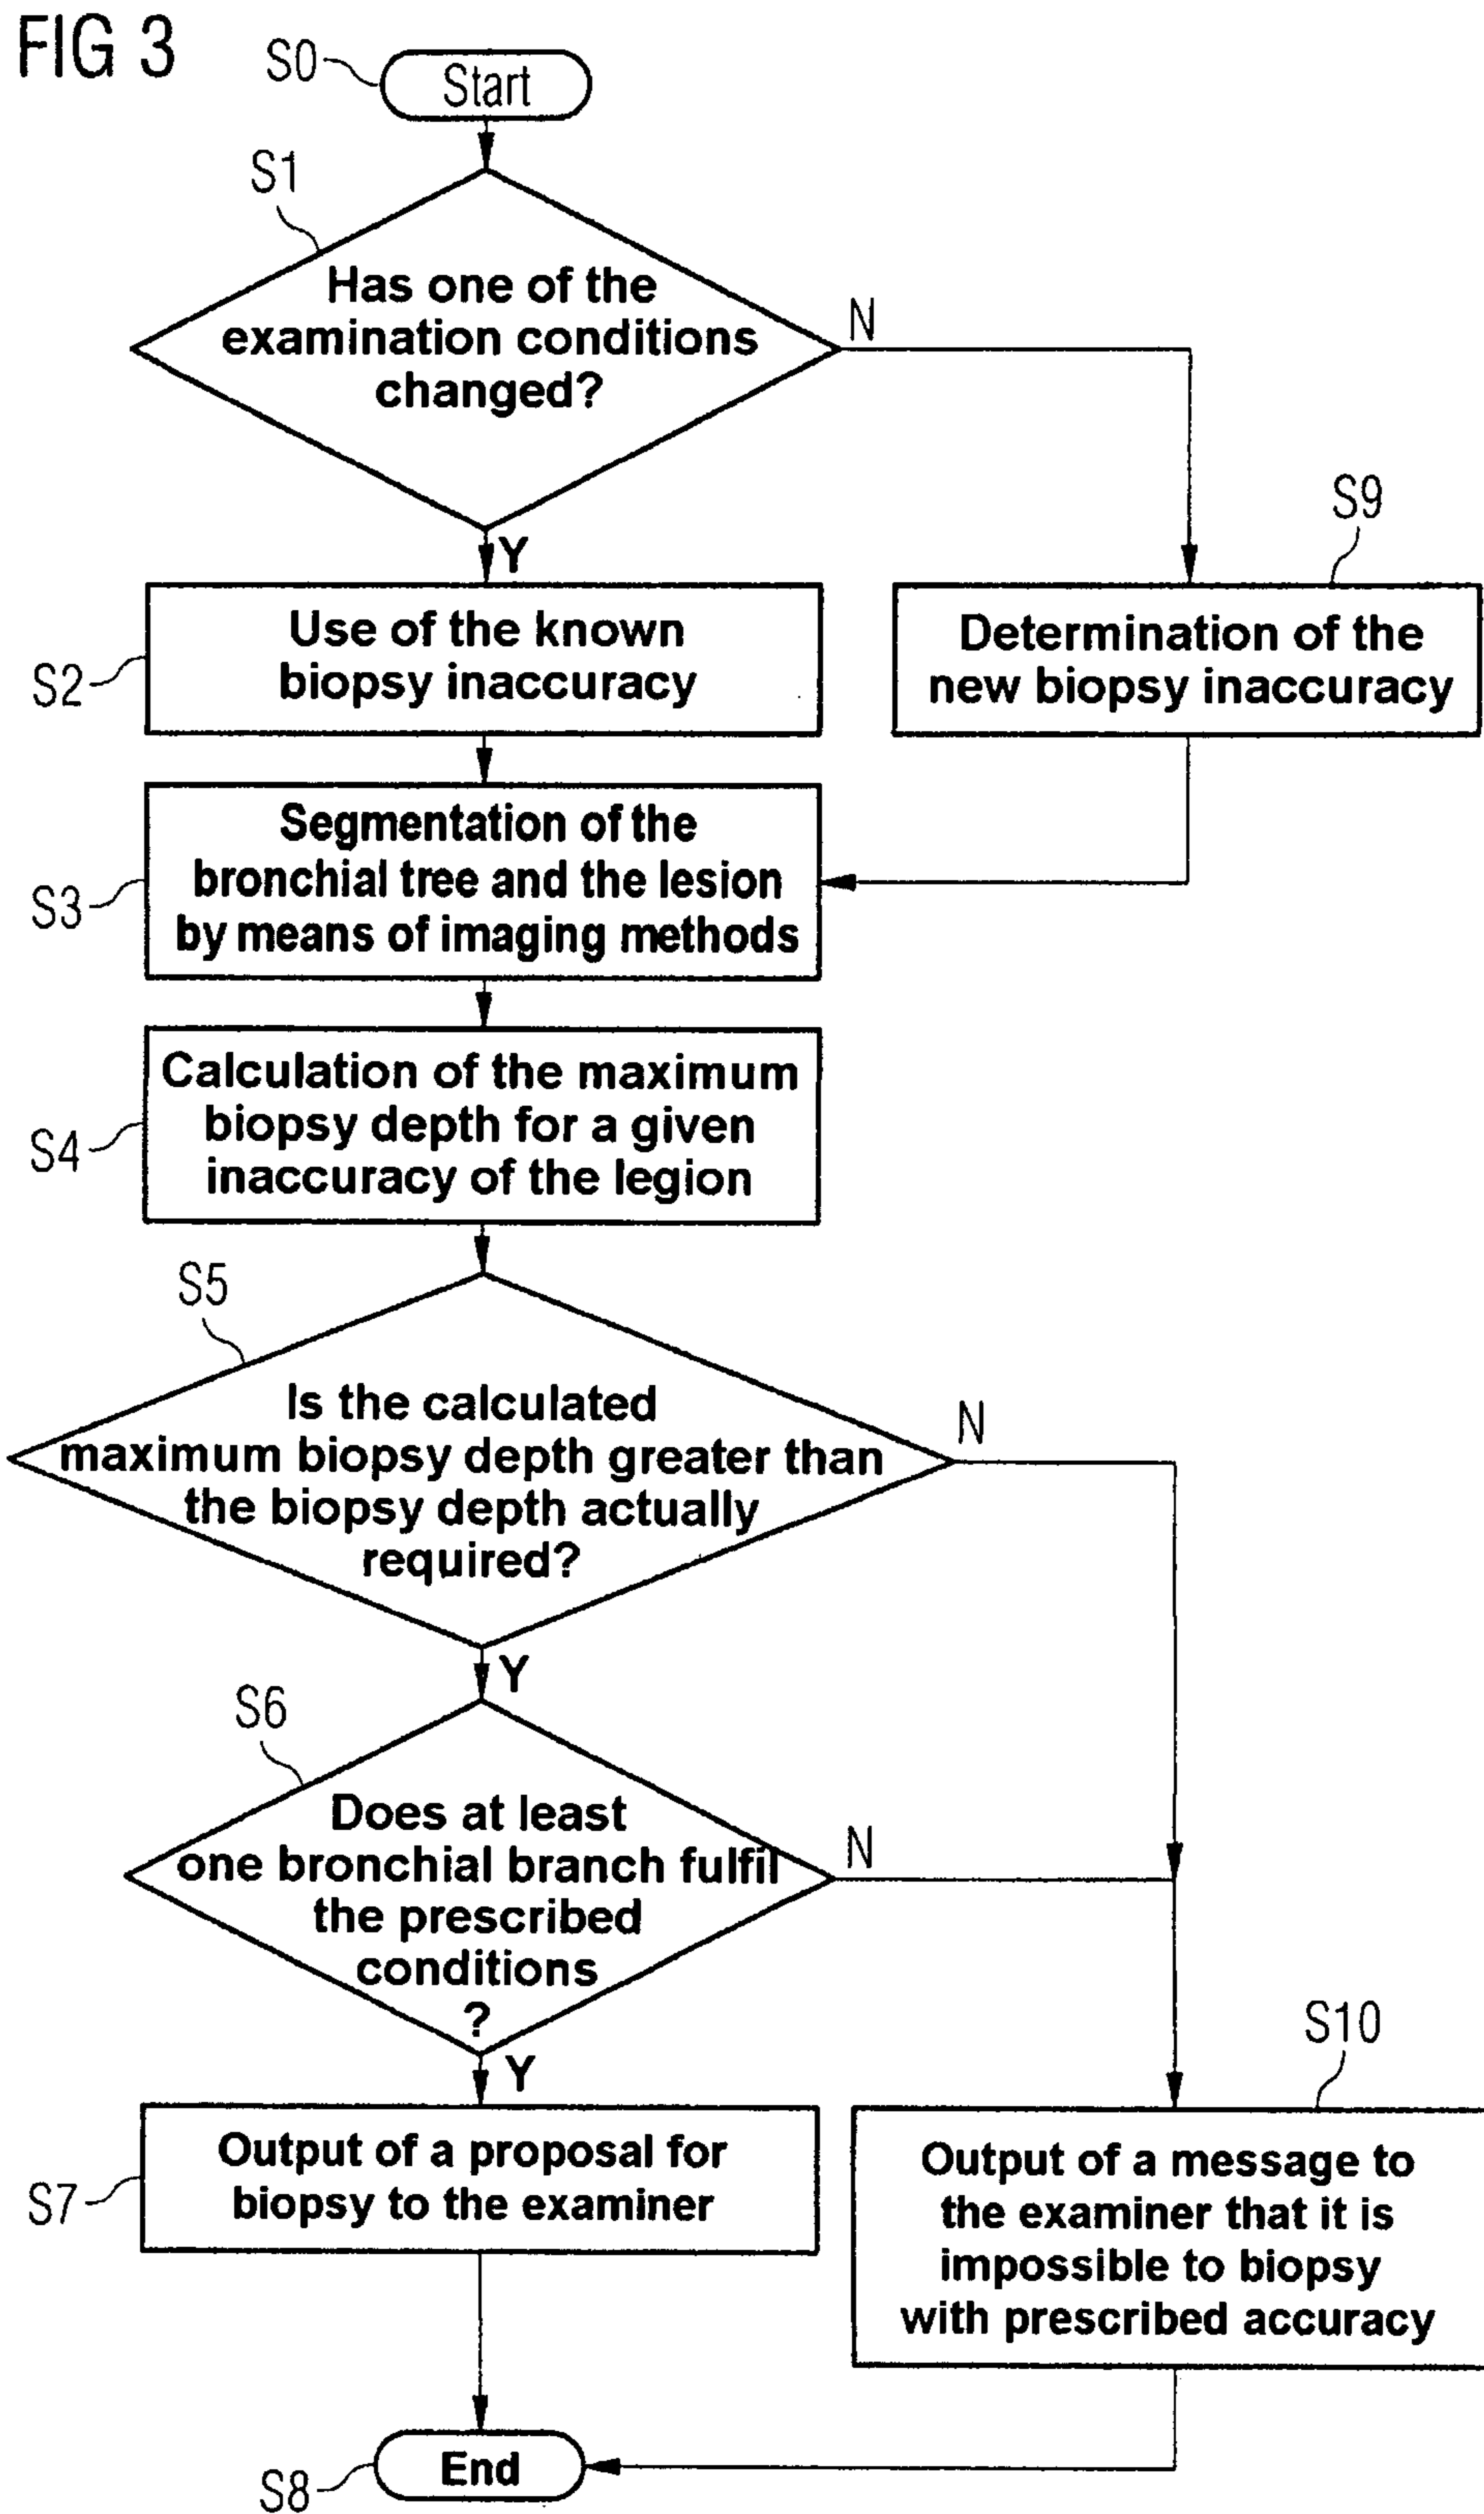 FIG 3
S0
Start
S1
Has one of the
examination conditions
changed?
N
Y
S9
Use of the known
biopsy inaccuracy
S2
Determination of the
new biopsy inaccuracy
Segmentation of the
bronchial tree and the lesion
by means of imaging methods
S3
Calculation of the maximum
biopsy depth for a given
inaccuracy of the legion
S4
S5
Is the calculated
maximum biopsy depth greater than
the biopsy depth actually
required?
N
Y
S6
Does at least
one bronchial branch fulfil
the prescribed
conditions
?
N
Y
S10
Output of a proposal for
biopsy to the examiner
S7
Output of a message to
the examiner that it is
impossible to biopsy
with prescribed accuracy
End
S8